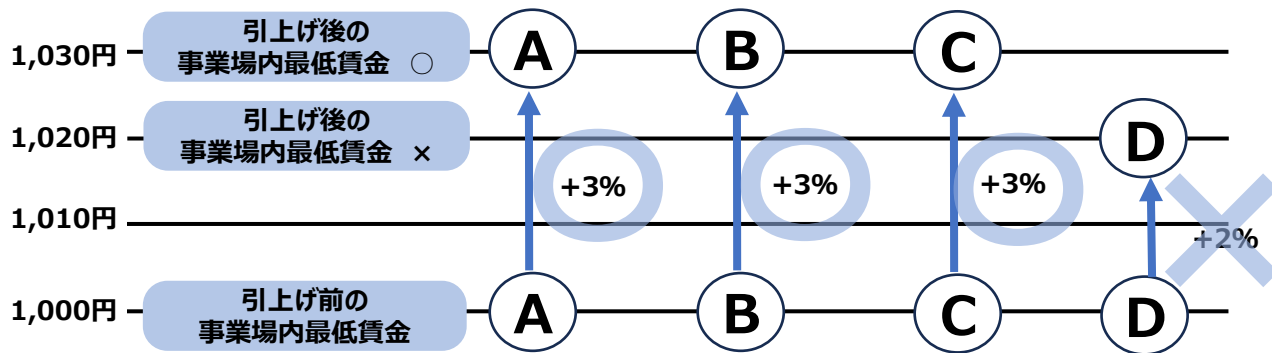 1,030円
引上げ後の
事業場内最低賃金 ○
A
B
C
1,020円
引上げ後の
事業場内最低賃金 ×
D
+3%
+3%
+3%
1,010円
+2%
1,000円
引上げ前の
事業場内最低賃金
A
B
C
D